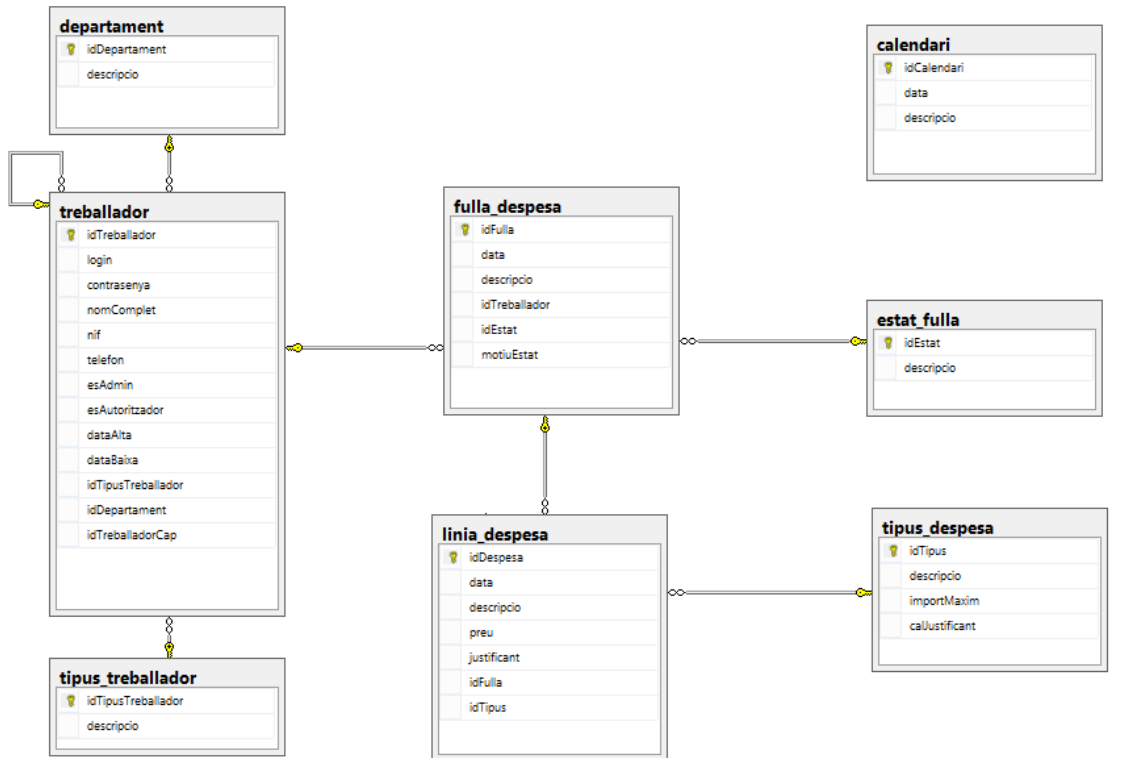 departament
idDepartament
descripcio
treballador
idTreballador
login
contrasenya
nomComplet
nif
telefon
esAdmin
esAutoritzador
dataAlta
dataBaixa
idTipusTreballador
idDepartament
idTreballadorCap
tipus_treballador
idTipusTreballador
descripcio
fulla_despesa
idFulla
data
descripcio
idTreballador
idEstat
motiuEstat
linia_despesa
idDespesa
data
descripcio
preu
justificant
idFulla
idTipus
calendari
idCalendari
data
descripcio
estat_fulla
idEstat
descripcio
tipus_despesa
idTipus
descripcio
importMaxim
calJustificant